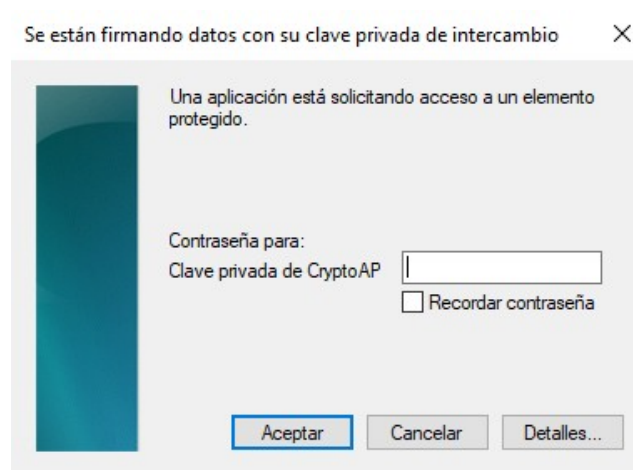 Se están firmando datos con su clave privada de intercambio
Una aplicación está solicitando acceso a un elemento
protegido.
Contraseña para:
Clave privada de CryptoAP
Recordar contraseña
Aceptar
Cancelar
Detalles...